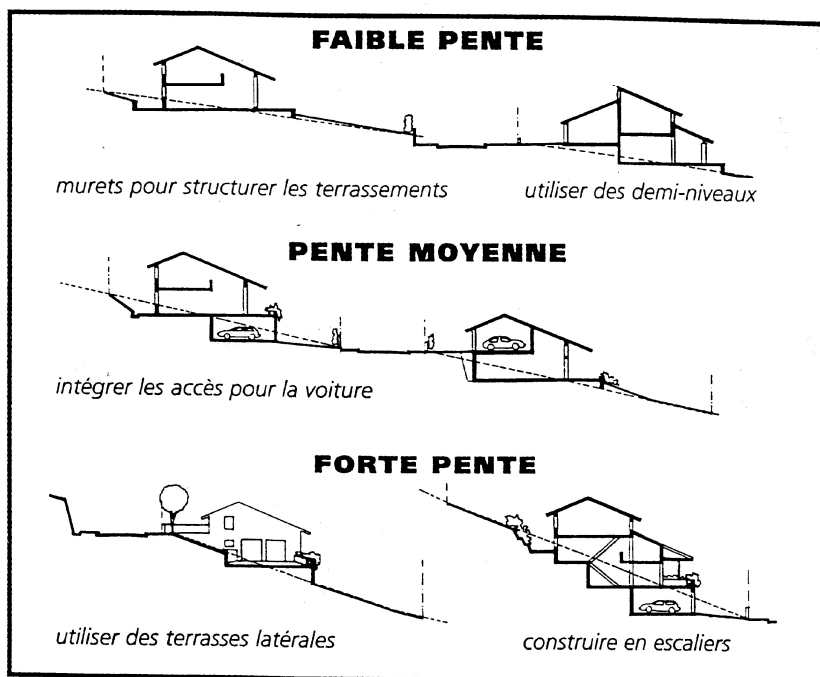 FAIBLE PENTE
murets pour structurer les terrassements
utiliser des demi-niveaux
PENTE MOYENNE
intégrer les accès pour la voiture
FORTE PENTE
utiliser des terrasses latérales
construire en escaliers